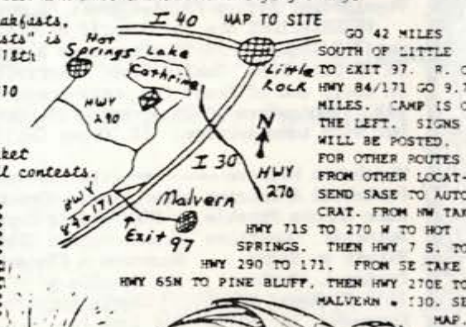 akfasts,
sts" is
18th
10
ket
l contests.
I 40 MAP TO SITE
Hot
Springs
Lake
Cathrine
Little
Rock
HWY
290
N
I 30
HWY
270
HWY
84 + 171
Malvern
Exit 97
GO 42 MILES
SOUTH OF LITTLE
TO EXIT 97. R. O
HWY 84/171 GO 9.
MILES. CAMP IS O
THE LEFT. SIGNS
WILL BE POSTED.
FOR OTHER ROUTES
FROM OTHER LOCAT-
SEND SASE TO AUTO
CRAT. FROM NW TAK
HWY 71S TO 270 W TO HOT
SPRINGS. THEN HWY 7 S. TO
HWY 290 TO 171. FROM SE TAKE
HWY 65N TO PINE BLUFF, THEN HWY 270E TO
MALVERN & I30. SE
MAP